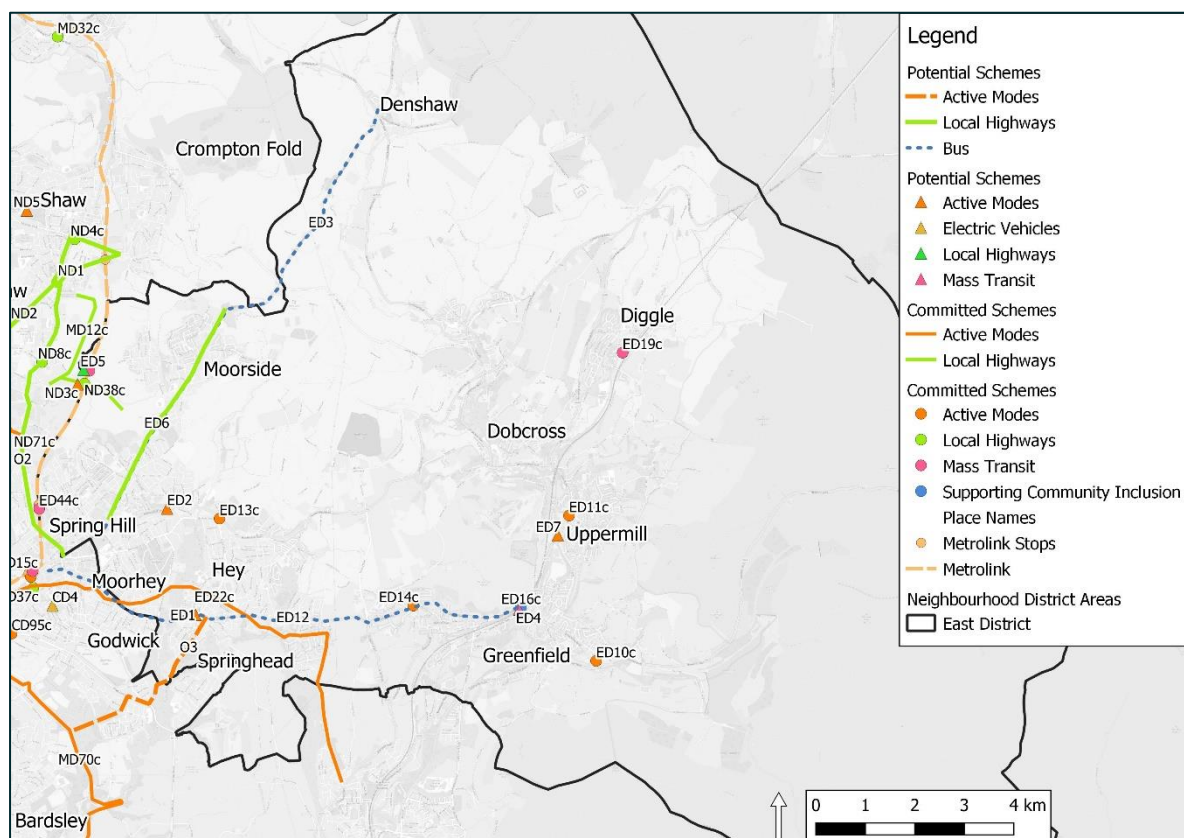 MD32c
Denshaw
Crompton Fold
ND5
Shaw
ED3
ND4c
ND1
aw
ND2
MD12c
Diggle
ED19c
ND8c
ED5
Moorside
ND3c
ND38c
Dobcross
ED6
ND71c
O2
ED44c
ED2
ED13c
ED11c
Spring Hill
ED7
Uppermill
D15c
Moorhey
Hey
D37c
CD4
ED22c
ED14c
ED16c
ED1
ED12
ED4
CD95c
Godwick
O3
Springhead
Greenfield
ED10c
MD70c
Bardsley
Legend
Potential Schemes
Active Modes
Local Highways
Bus
Potential Schemes
Active Modes
Electric Vehicles
Local Highways
Mass Transit
Committed Schemes
Active Modes
Local Highways
Committed Schemes
Active Modes
Local Highways
Mass Transit
Supporting Community Inclusion
Place Names
Metrolink Stops
Metrolink
Neighbourhood District Areas
East District
0 1 2 3 4 km